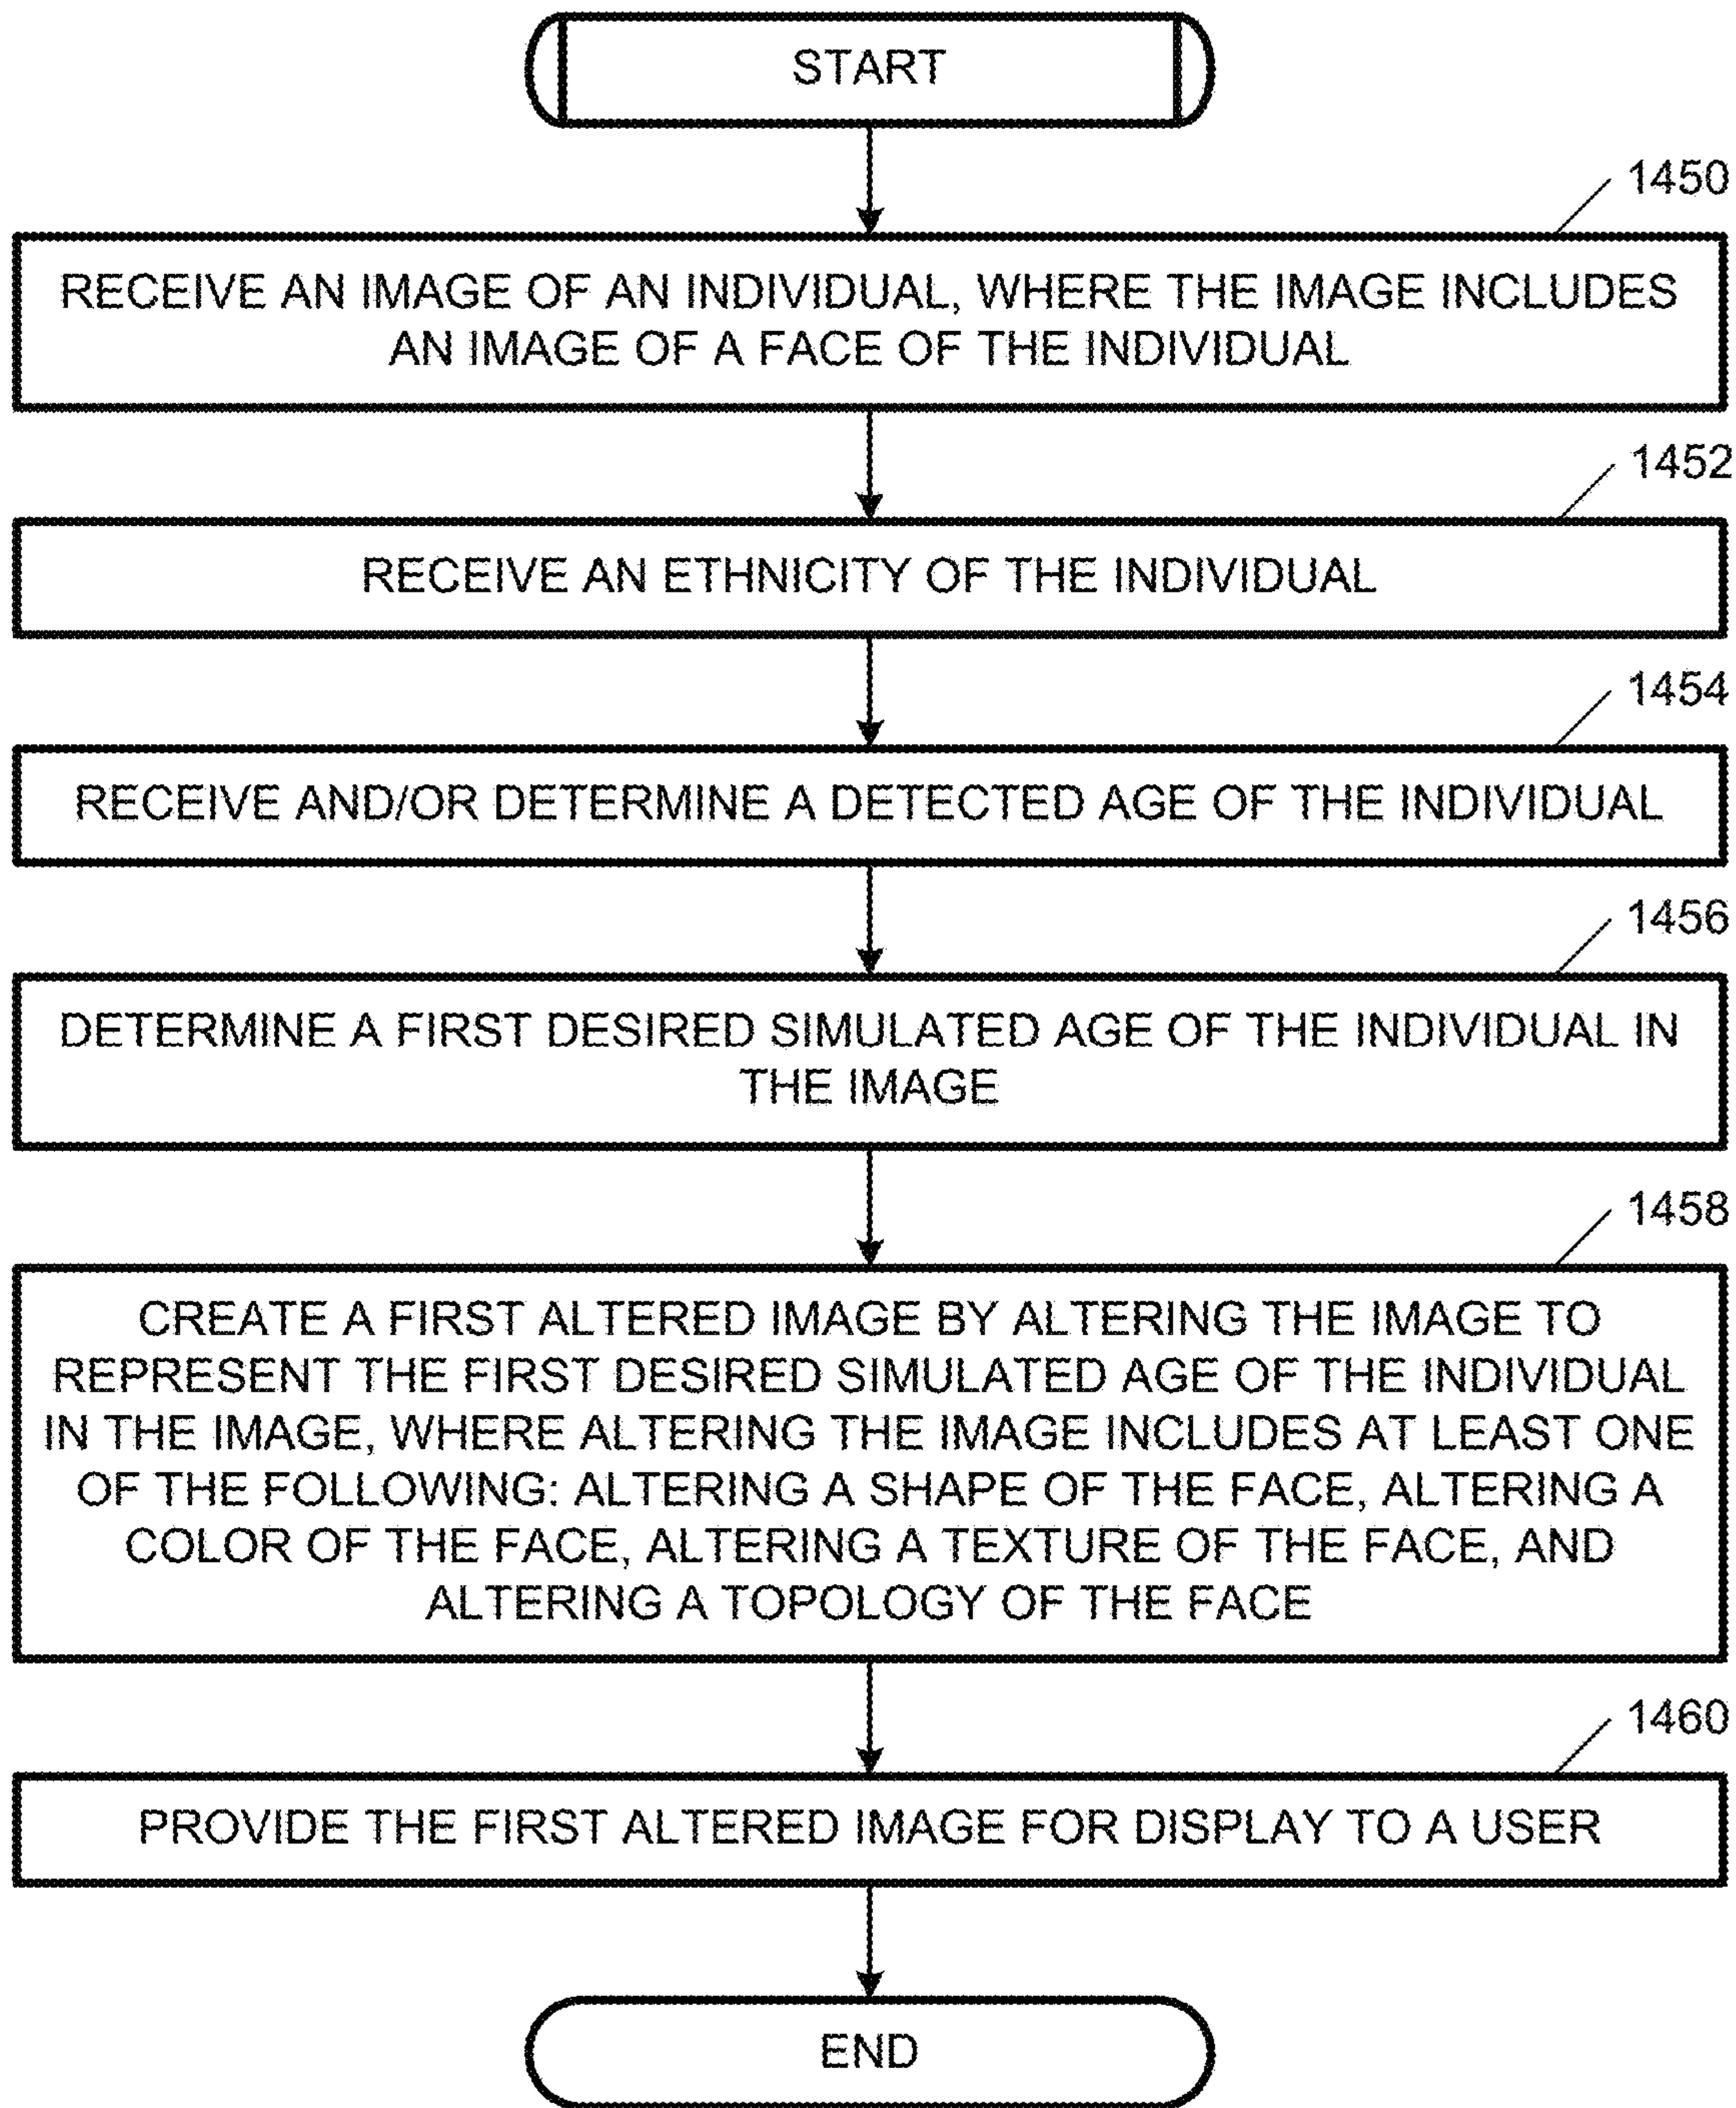 START
1450
RECEIVE AN IMAGE OF AN INDIVIDUAL, WHERE THE IMAGE INCLUDES
AN IMAGE OF A FACE OF THE INDIVIDUAL
1452
RECEIVE AN ETHNICITY OF THE INDIVIDUAL
1454
RECEIVE AND/OR DETERMINE A DETECTED AGE OF THE INDIVIDUAL
1456
DETERMINE A FIRST DESIRED SIMULATED AGE OF THE INDIVIDUAL IN
THE IMAGE
1458
CREATE A FIRST ALTERED IMAGE BY ALTERING THE IMAGE TO
REPRESENT THE FIRST DESIRED SIMULATED AGE OF THE INDIVIDUAL
IN THE IMAGE, WHERE ALTERING THE IMAGE INCLUDES AT LEAST ONE
OF THE FOLLOWING: ALTERING A SHAPE OF THE FACE, ALTERING A
COLOR OF THE FACE, ALTERING A TEXTURE OF THE FACE, AND
ALTERING A TOPOLOGY OF THE FACE
1460
PROVIDE THE FIRST ALTERED IMAGE FOR DISPLAY TO A USER
END